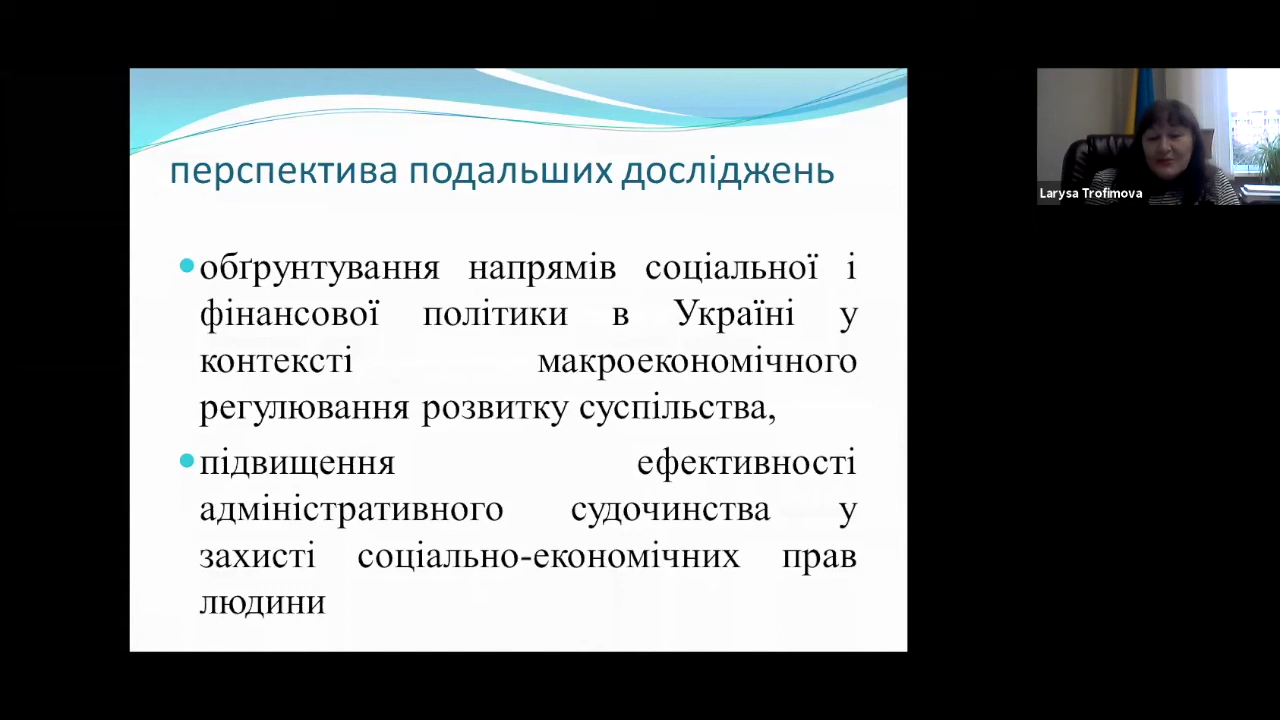 перспектива подальших досліджень
обґрунтування напрямів соціальної і
фінансової політики в Україні у
контексті макроекономічного
регулювання розвитку суспільства,
підвищення ефективності
адміністративного судочинства у
захисті соціально-економічних прав
людини
Larysa Trofimova